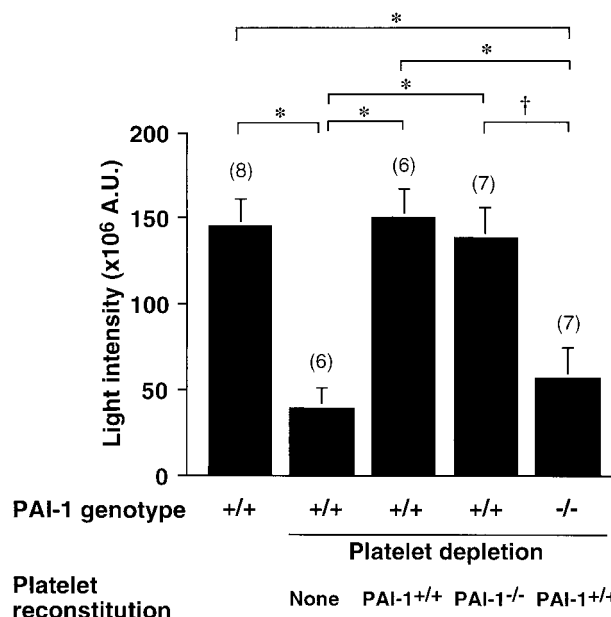 *
*
*
* * †
200
150
100
50
0
Light intensity (x10⁶ A.U.)
(8)
(6)
(6)
(7)
(7)
PAI-1 genotype +/+ +/+ +/+ +/+ -/-
Platelet depletion
Platelet
reconstitution
None PAI-1+/+ PAI-1-/- PAI-1+/+